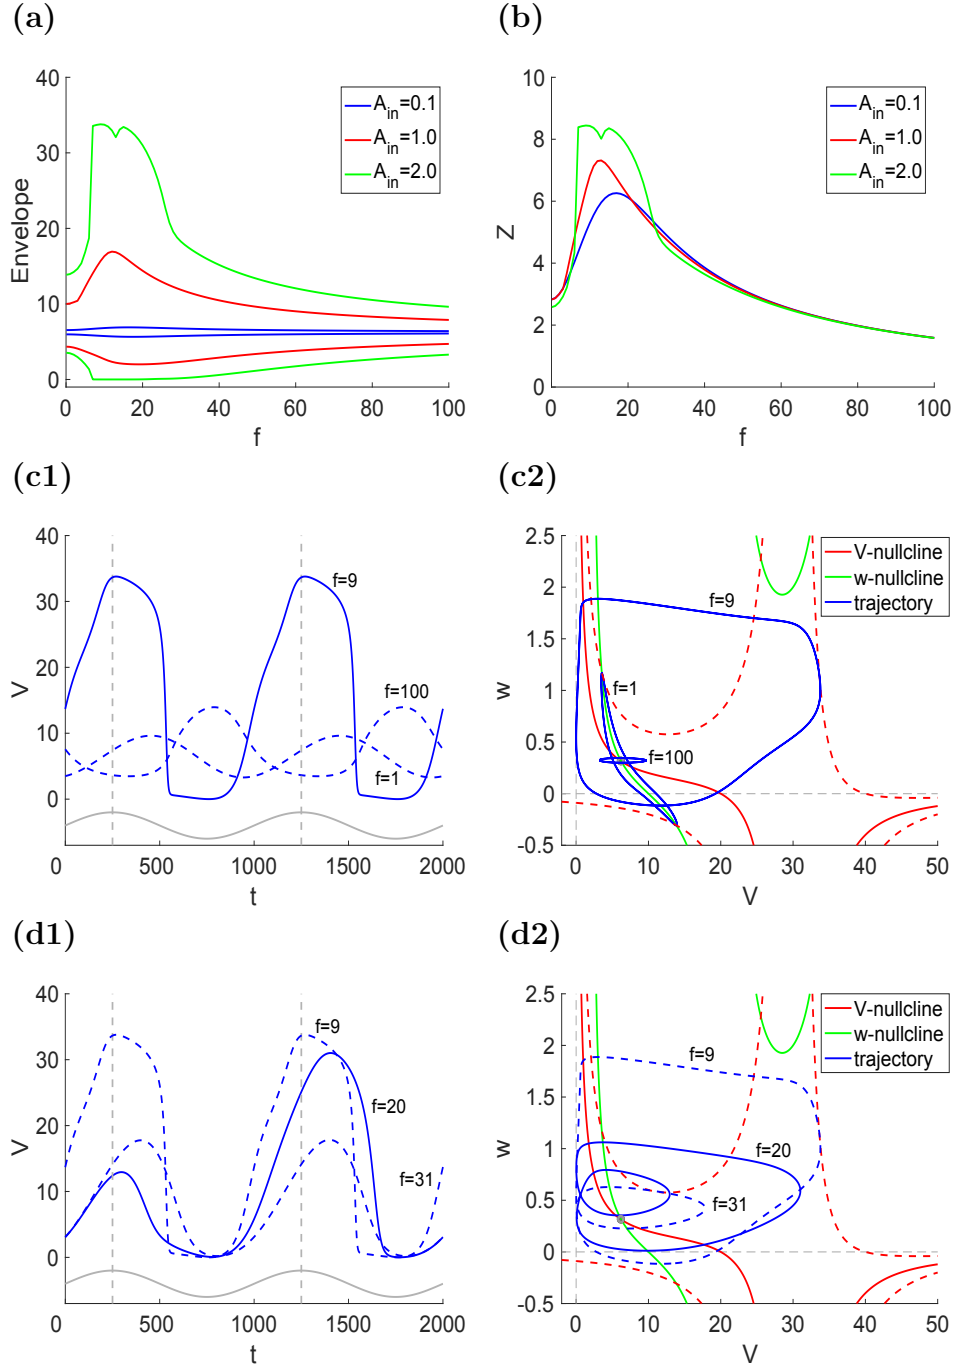 (a)
(b)
40
30
20
10
0
Envelope
A_in=0.1
A_in=1.0
A_in=2.0
0 20 40 60 80 100
f
10
8
6
4
2
0
Z
A_in=0.1
A_in=1.0
A_in=2.0
0 20 40 60 80 100
f
(c1)
(c2)
40
30
20
10
0
V
f=9
f=100
f=1
0 500 1000 1500 2000
t
2.5
2
1.5
1
0.5
0
-0.5
w
V-nullcline
w-nullcline
trajectory
f=9
f=1
f=100
0 10 20 30 40 50
V
(d1)
(d2)
40
30
20
10
0
V
f=9
f=20
f=31
0 500 1000 1500 2000
t
2.5
2
1.5
1
0.5
0
-0.5
w
V-nullcline
w-nullcline
trajectory
f=9
f=20
f=31
0 10 20 30 40 50
V